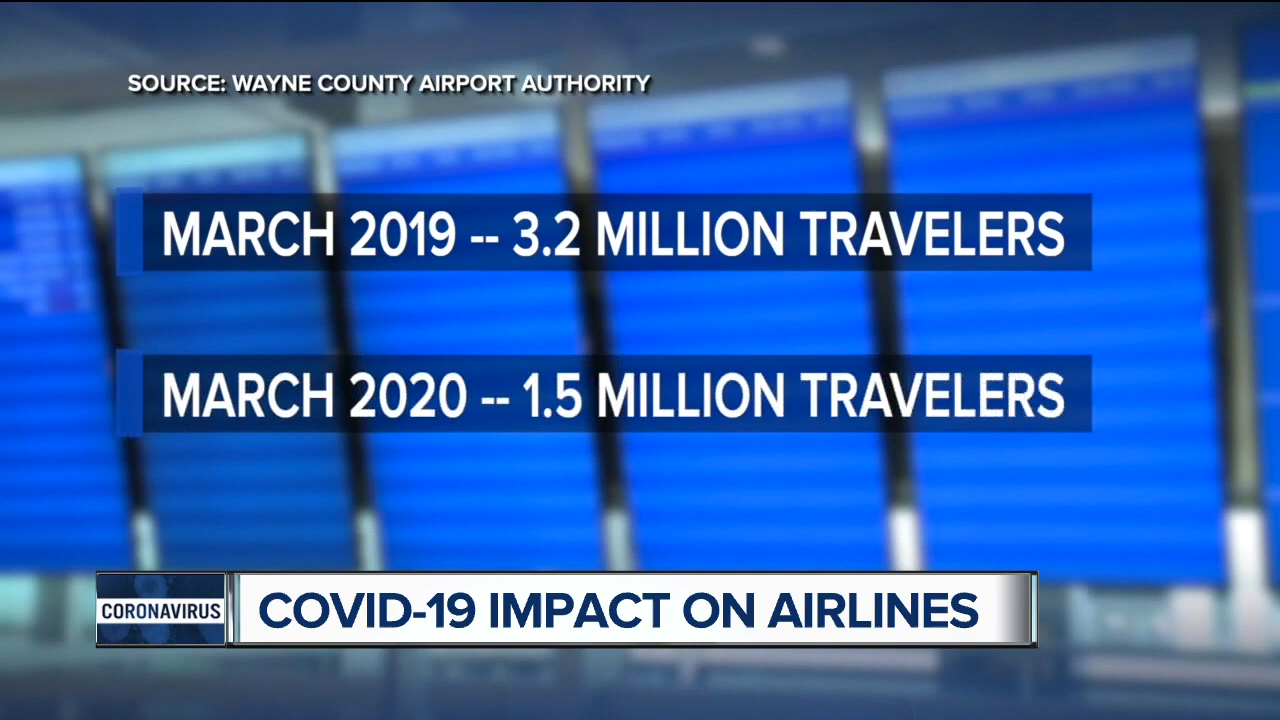 SOURCE: WAYNE COUNTY AIRPORT AUTHORITY
MARCH 2019 -- 3.2 MILLION TRAVELERS
MARCH 2020 -- 1.5 MILLION TRAVELERS
CORONAVIRUS
COVID-19 IMPACT ON AIRLINES